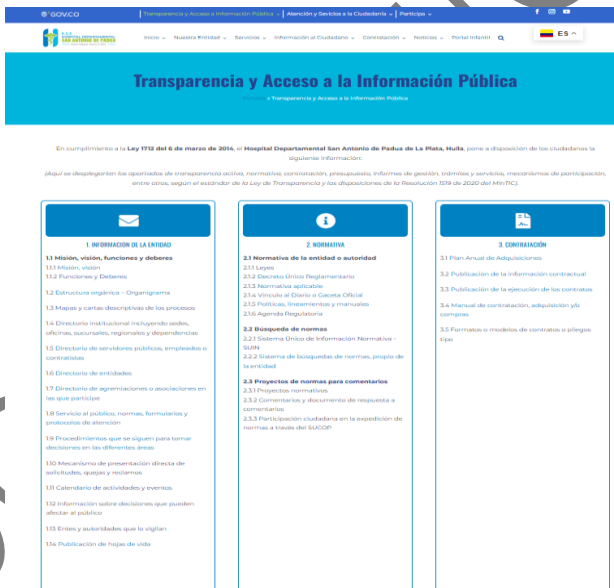 GOV.CO
Transparencia y Acceso a la Información Pública
Atención y Servicios a la Ciudadanía
Participa
E.S.E.
HOSPITAL DEPARTAMENTAL
SAN ANTONIO DE PADUA
Inicio
Nuestra Entidad
Servicios
Información al Ciudadano
Contratación
Noticias
Portal Infantil
ES
Transparencia y Acceso a la Información Pública
» Transparencia y Acceso a la Información Pública
En cumplimiento a la Ley 1712 del 6 de marzo de 2014, el Hospital Departamental San Antonio de Padua de La Plata, Huila, pone a disposición de los ciudadanos la
siguiente información:
(Aquí se desplegarían los apartados de transparencia activa, normativa, contratación, presupuesto, informes de gestión, trámites y servicios, mecanismos de participación,
entre otros, según el estándar de la Ley de Transparencia y las disposiciones de la Resolución 1519 de 2020 del MinTIC).
1. INFORMACIÓN DE LA ENTIDAD
1.1 Misión, visión, funciones y deberes
1.1.1 Misión, visión
1.1.2 Funciones y Deberes
1.2 Estructura orgánica – Organigrama
1.3 Mapas y cartas descriptivas de los procesos
1.4 Directorio institucional incluyendo sedes,
oficinas, sucursales, regionales y dependencias
1.5 Directorio de servidores públicos, empleados o
contratistas
1.6 Directorio de entidades
1.7 Directorio de agremiaciones o asociaciones en
las que participe
1.8 Servicio al público, normas, formularios y
protocolos de atención
1.9 Procedimientos que se siguen para tomar
decisiones en las diferentes áreas
1.10 Mecanismo de presentación directa de
solicitudes, quejas y reclamos
1.11 Calendario de actividades y eventos
1.12 Información sobre decisiones que pueden
afectar al público
1.13 Entes y autoridades que lo vigilan
1.14 Publicación de hojas de vida
2. NORMATIVA
2.1 Normativa de la entidad o autoridad
2.1.1 Leyes
2.1.2 Decreto Único Reglamentario
2.1.3 Normativa aplicable
2.1.4 Vínculo al Diario o Gaceta Oficial
2.1.5 Políticas, lineamientos y manuales
2.1.6 Agenda Regulatoria
2.2 Búsqueda de normas
2.2.1 Sistema Único de Información Normativa –
SUIN
2.2.2 Sistema de búsquedas de normas, propio de
la entidad
2.3 Proyectos de normas para comentarios
2.3.1 Proyectos normativos
2.3.2 Comentarios y documento de respuesta a
comentarios
2.3.3 Participación ciudadana en la expedición de
normas a través del SUCOP
3. CONTRATACIÓN
3.1 Plan Anual de Adquisiciones
3.2 Publicación de la información contractual
3.3 Publicación de la ejecución de los contratos
3.4 Manual de contratación, adquisición y/o
compras
3.5 Formatos o modelos de contratos o pliegos
tipo